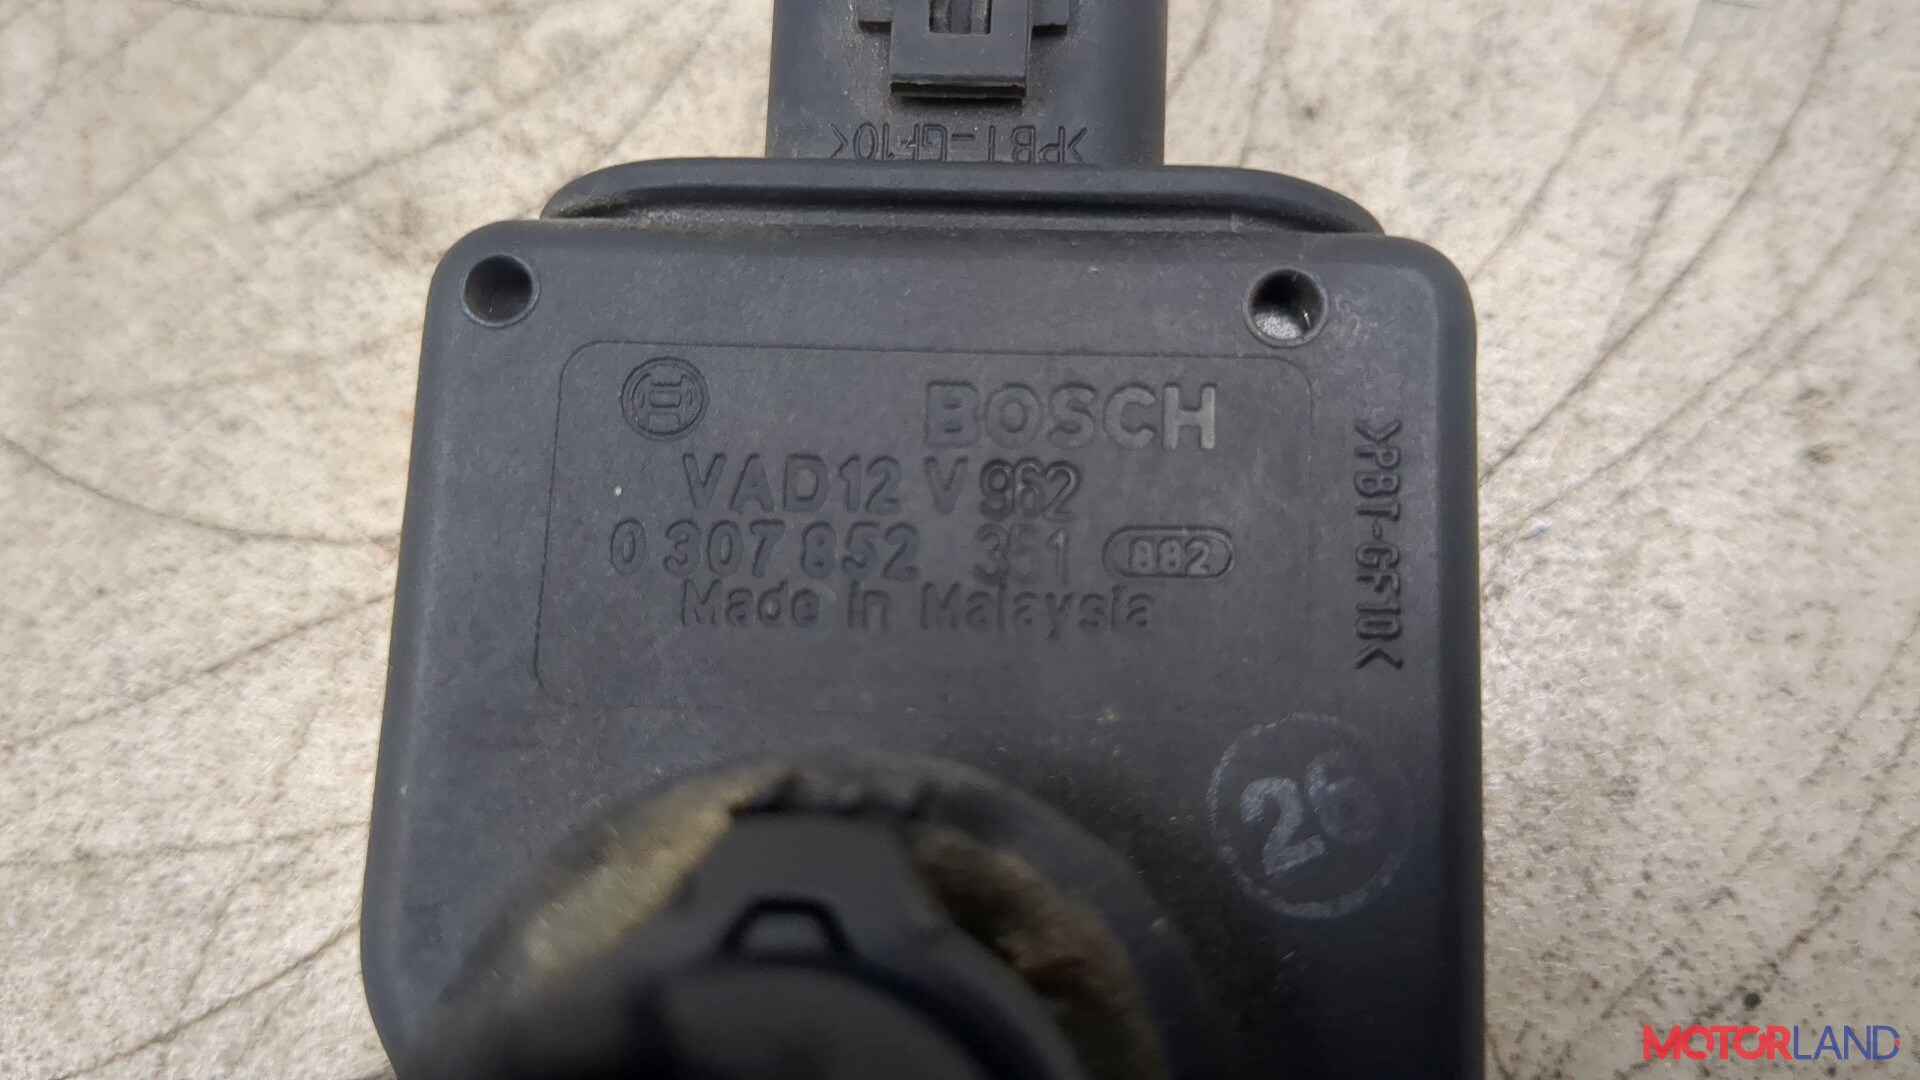 >PBT-GF10<
BOSCH
VAD12 V 962
0 307 852 351 882
Made in Malaysia
>PBT-GF10<
26
MOTORLAND